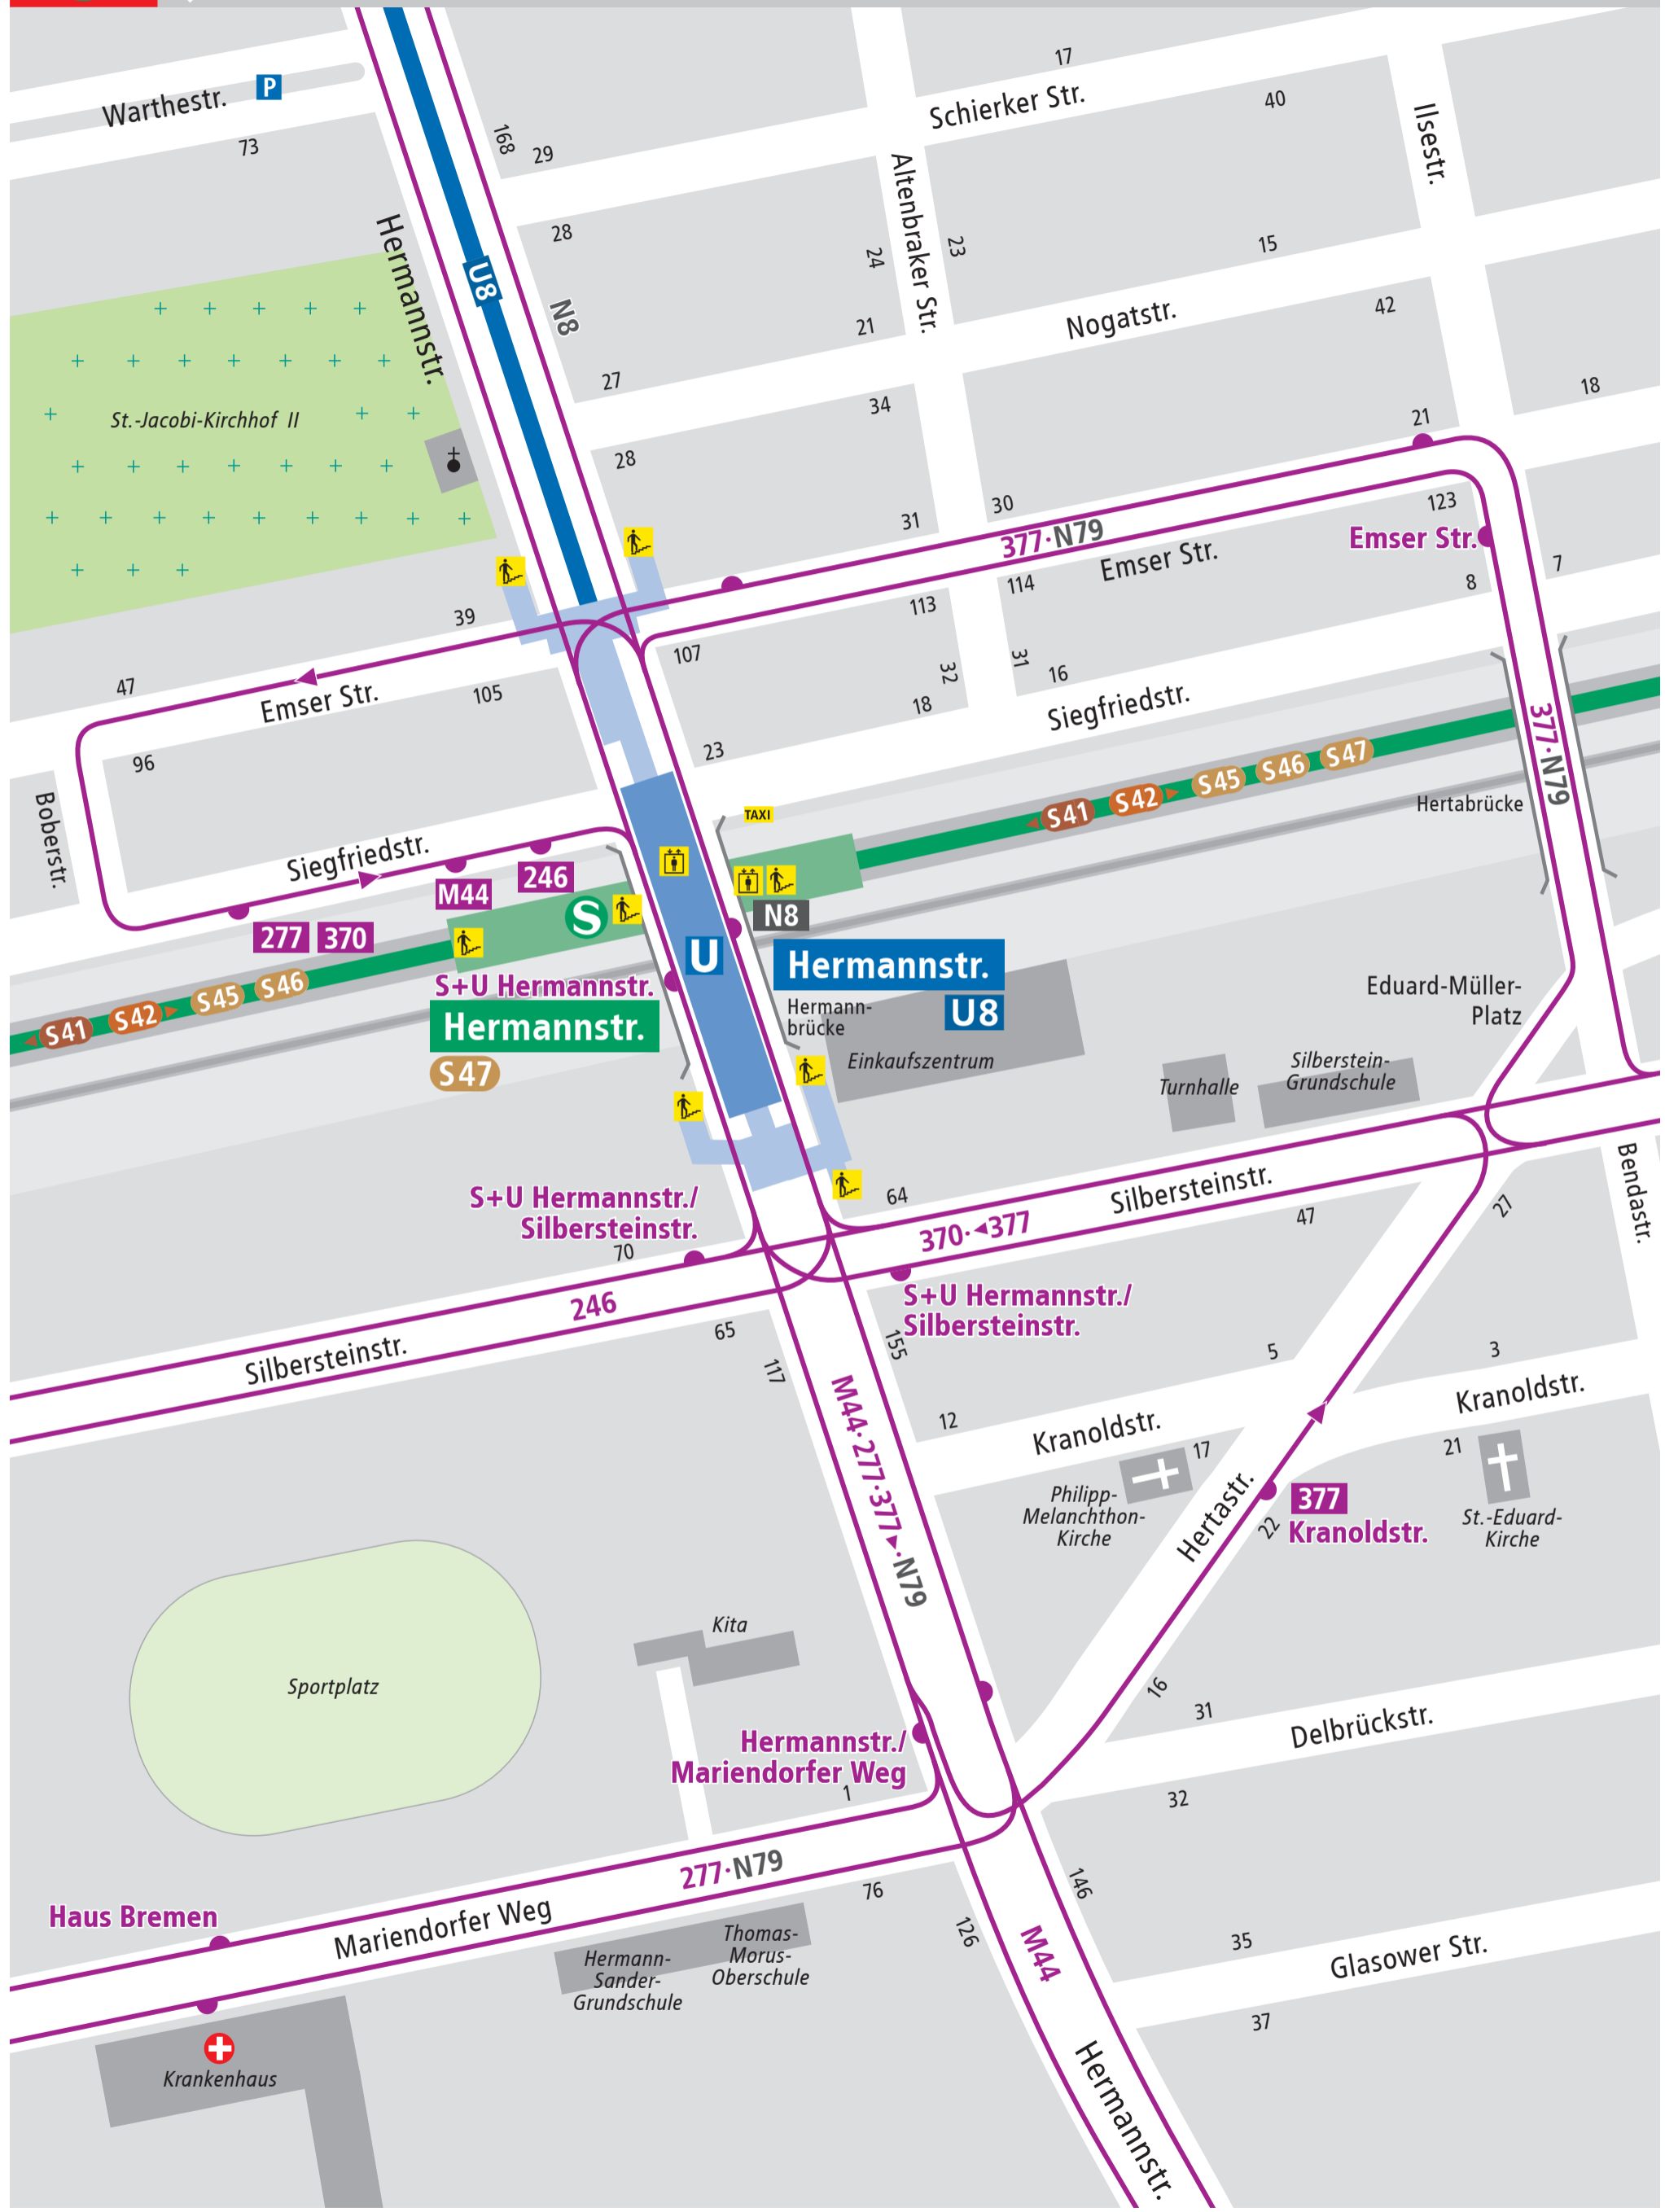 17
Schierker Str.
40
Ilsestr.
Warthestr.
P
73
168
29
Altenbraker Str.
28
24
23
15
Hermannstr.
U8
N8
21
Nogatstr.
42
27
34
18
St.-Jacobi-Kirchhof II
28
21
31
30
123
377·N79
Emser Str.
Emser Str.
7
8
114
113
39
107
31
32
16
47
Emser Str.
105
18
Siegfriedstr.
23
96
377·N79
S41
S42
S45
S46
S47
Hertabrücke
TAXI
Boberstr.
Siegfriedstr.
246
M44
277
370
S
N8
U
Hermannstr.
U8
Hermann-
brücke
S+U Hermannstr.
Hermannstr.
S47
S41
S42
S45
S46
Eduard-Müller-
Platz
Einkaufszentrum
Turnhalle
Silberstein-
Grundschule
Bendastr.
S+U Hermannstr./
Silbersteinstr.
64
Silbersteinstr.
47
27
70
370·◄377
246
S+U Hermannstr./
Silbersteinstr.
65
Silbersteinstr.
117
155
5
3
M44·277·377►·N79
12
Kranoldstr.
Kranoldstr.
17
21
Philipp-
Melanchthon-
Kirche
Hertastr.
22
377
Kranoldstr.
St.-Eduard-
Kirche
Kita
Sportplatz
16
31
Delbrückstr.
Hermannstr./
Mariendorfer Weg
1
32
277·N79
76
146
Haus Bremen
Mariendorfer Weg
126
M44
Thomas-
Morus-
Oberschule
Hermann-
Sander-
Grundschule
35
Glasower Str.
37
Krankenhaus
Hermannstr.